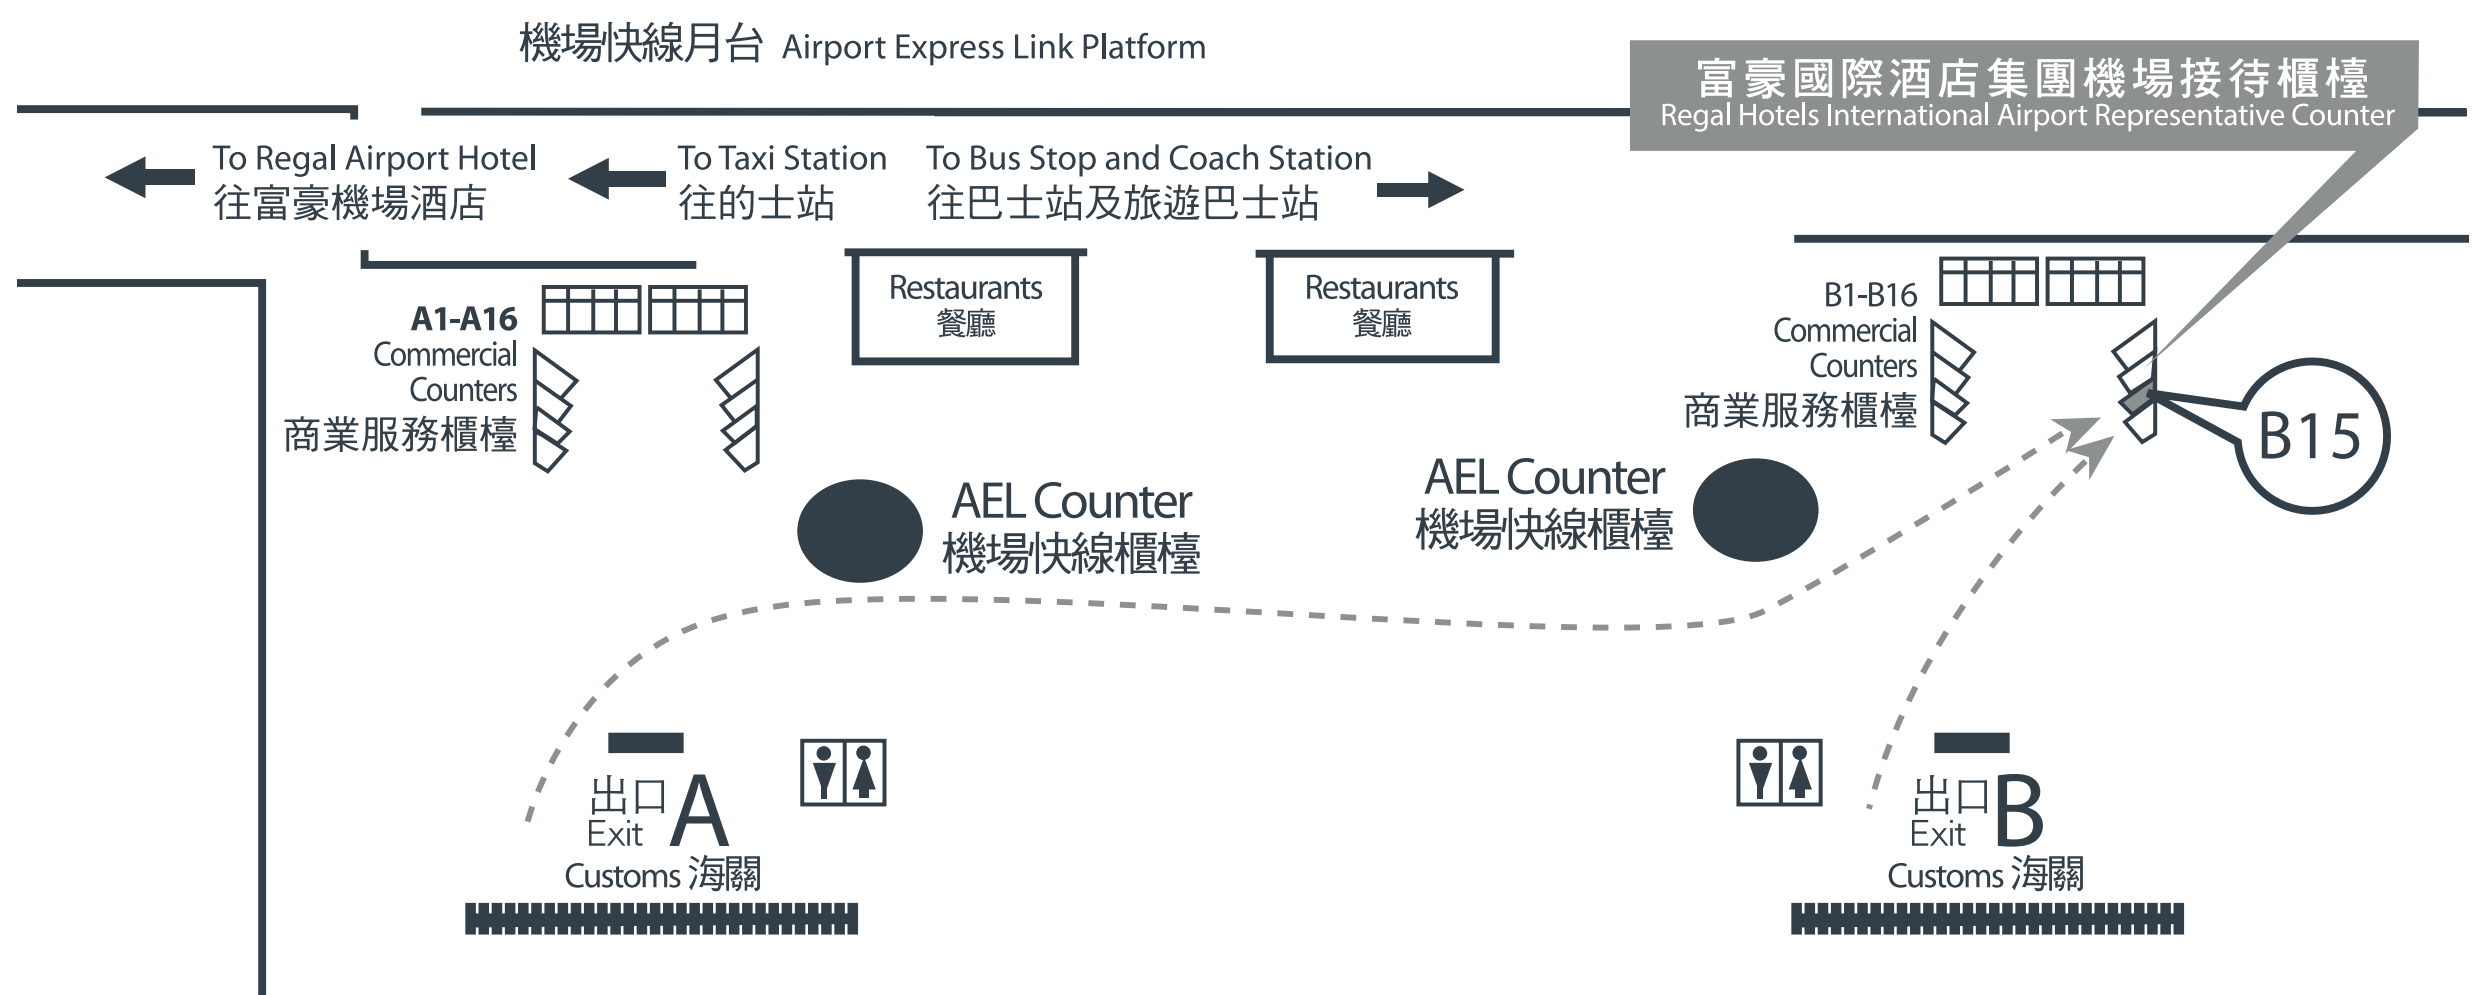 機場快線月台 Airport Express Link Platform
富豪國際酒店集團機場接待櫃檯
Regal Hotels International Airport Representative Counter
To Regal Airport Hotel
往富豪機場酒店
To Taxi Station
往的士站
To Bus Stop and Coach Station
往巴士站及旅遊巴士站
A1-A16
Commercial
Counters
商業服務櫃檯
Restaurants
餐廳
Restaurants
餐廳
B1-B16
Commercial
Counters
商業服務櫃檯
B15
AEL Counter
機場快線櫃檯
AEL Counter
機場快線櫃檯
出口
Exit A
Customs 海關
出口
Exit B
Customs 海關